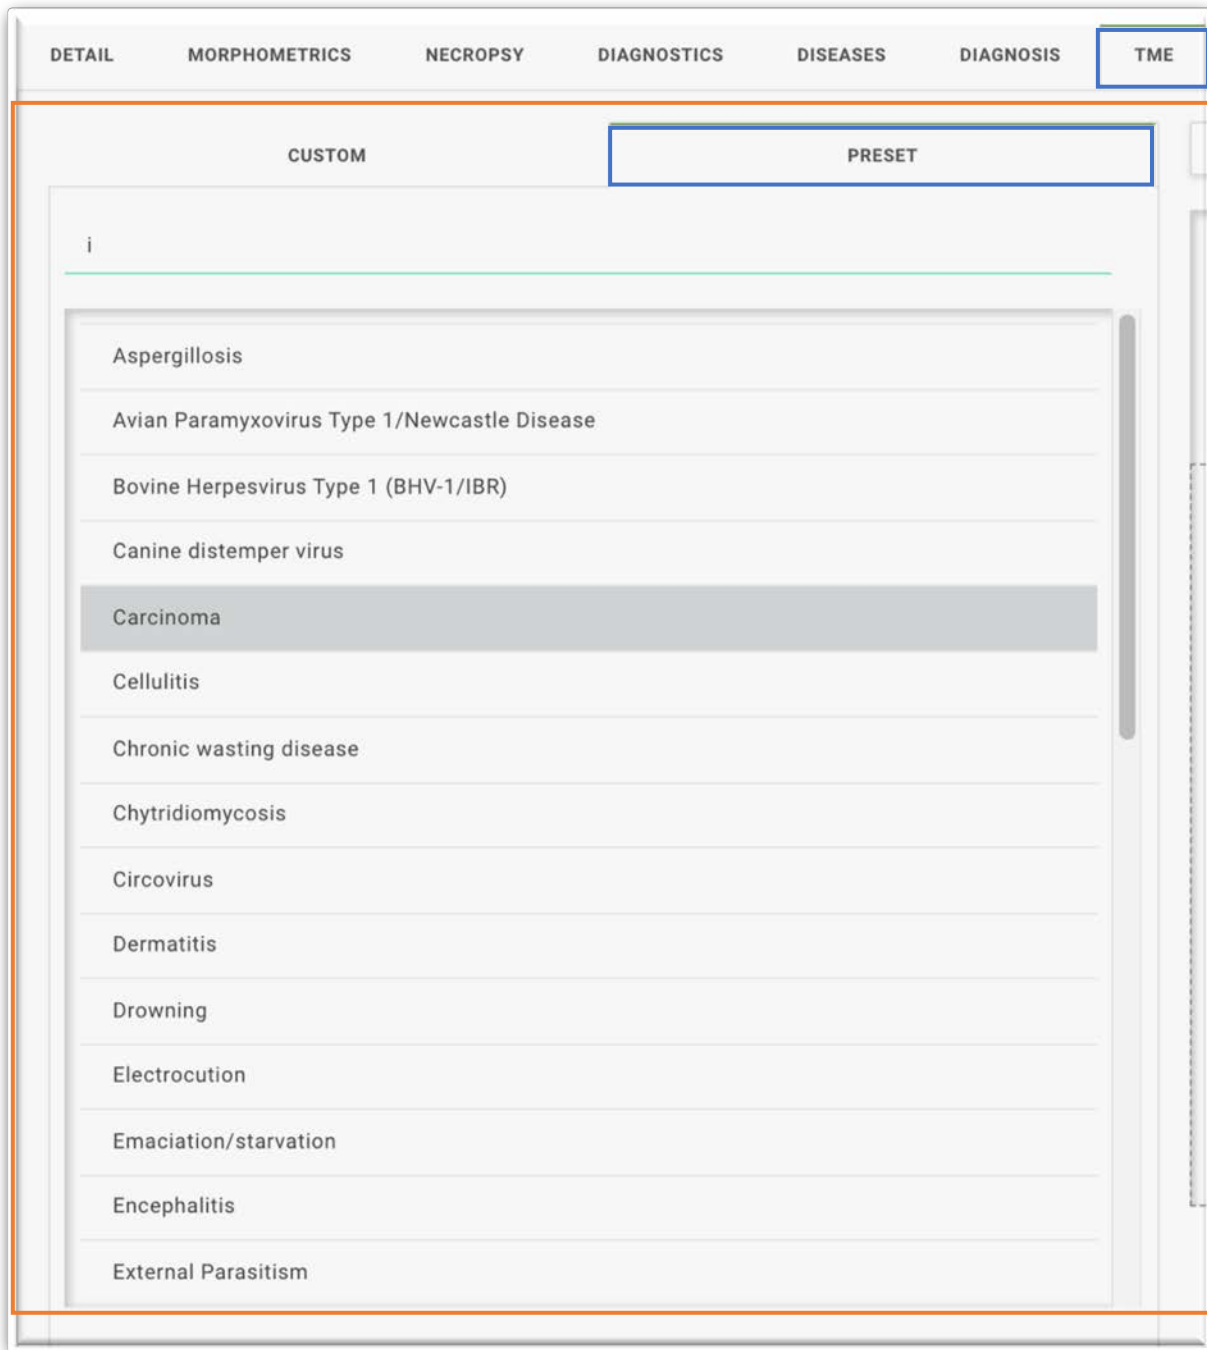 DETAIL MORPHOMETRICS NECROPSY DIAGNOSTICS DISEASES DIAGNOSIS TME
CUSTOM PRESET
i
Aspergillosis
Avian Paramyxovirus Type 1/Newcastle Disease
Bovine Herpesvirus Type 1 (BHV-1/IBR)
Canine distemper virus
Carcinoma
Cellulitis
Chronic wasting disease
Chytridiomycosis
Circovirus
Dermatitis
Drowning
Electrocution
Emaciation/starvation
Encephalitis
External Parasitism